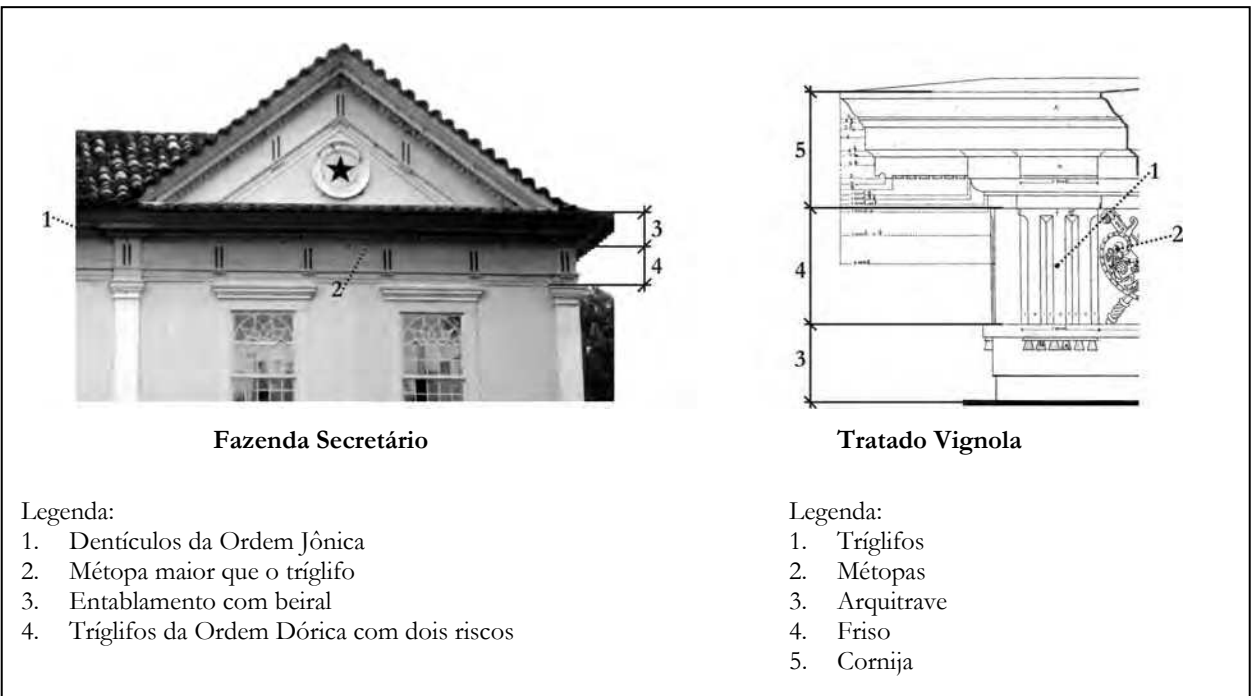 1
2
3
4
5
4
3
1
2
Fazenda Secretário
Tratado Vignola
Legenda:
1. Dentículos da Ordem Jônica
2. Métopa maior que o tríglifo
3. Entablamento com beiral
4. Tríglifos da Ordem Dórica com dois riscos
Legenda:
1. Tríglifos
2. Métopas
3. Arquitrave
4. Friso
5. Cornija